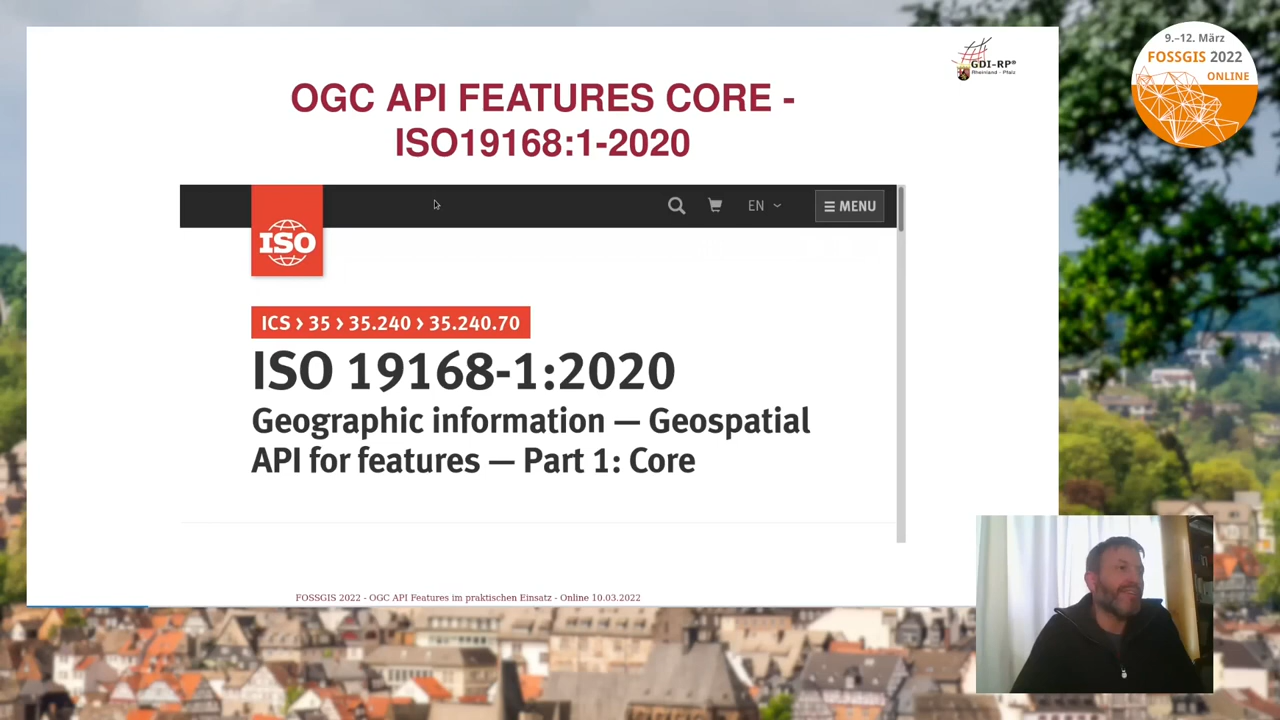 9.–12. März
FOSSGIS 2022
ONLINE
GDI-RP®
Rheinland - Pfalz
OGC API FEATURES CORE -
ISO19168:1-2020
EN
MENU
ISO
ICS › 35 › 35.240 › 35.240.70
ISO 19168-1:2020
Geographic information — Geospatial
API for features — Part 1: Core
FOSSGIS 2022 - OGC API Features im praktischen Einsatz - Online 10.03.2022